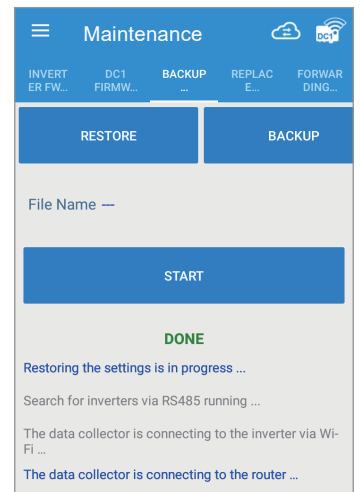 Maintenance
DC1
INVERT
ER FW...
DC1
FIRMW...
BACKUP
...
REPLAC
E...
FORWAR
DING...
RESTORE
BACKUP
File Name ---
START
DONE
Restoring the settings is in progress ...
Search for inverters via RS485 running ...
The data collector is connecting to the inverter via Wi-
Fi ...
The data collector is connecting to the router ...